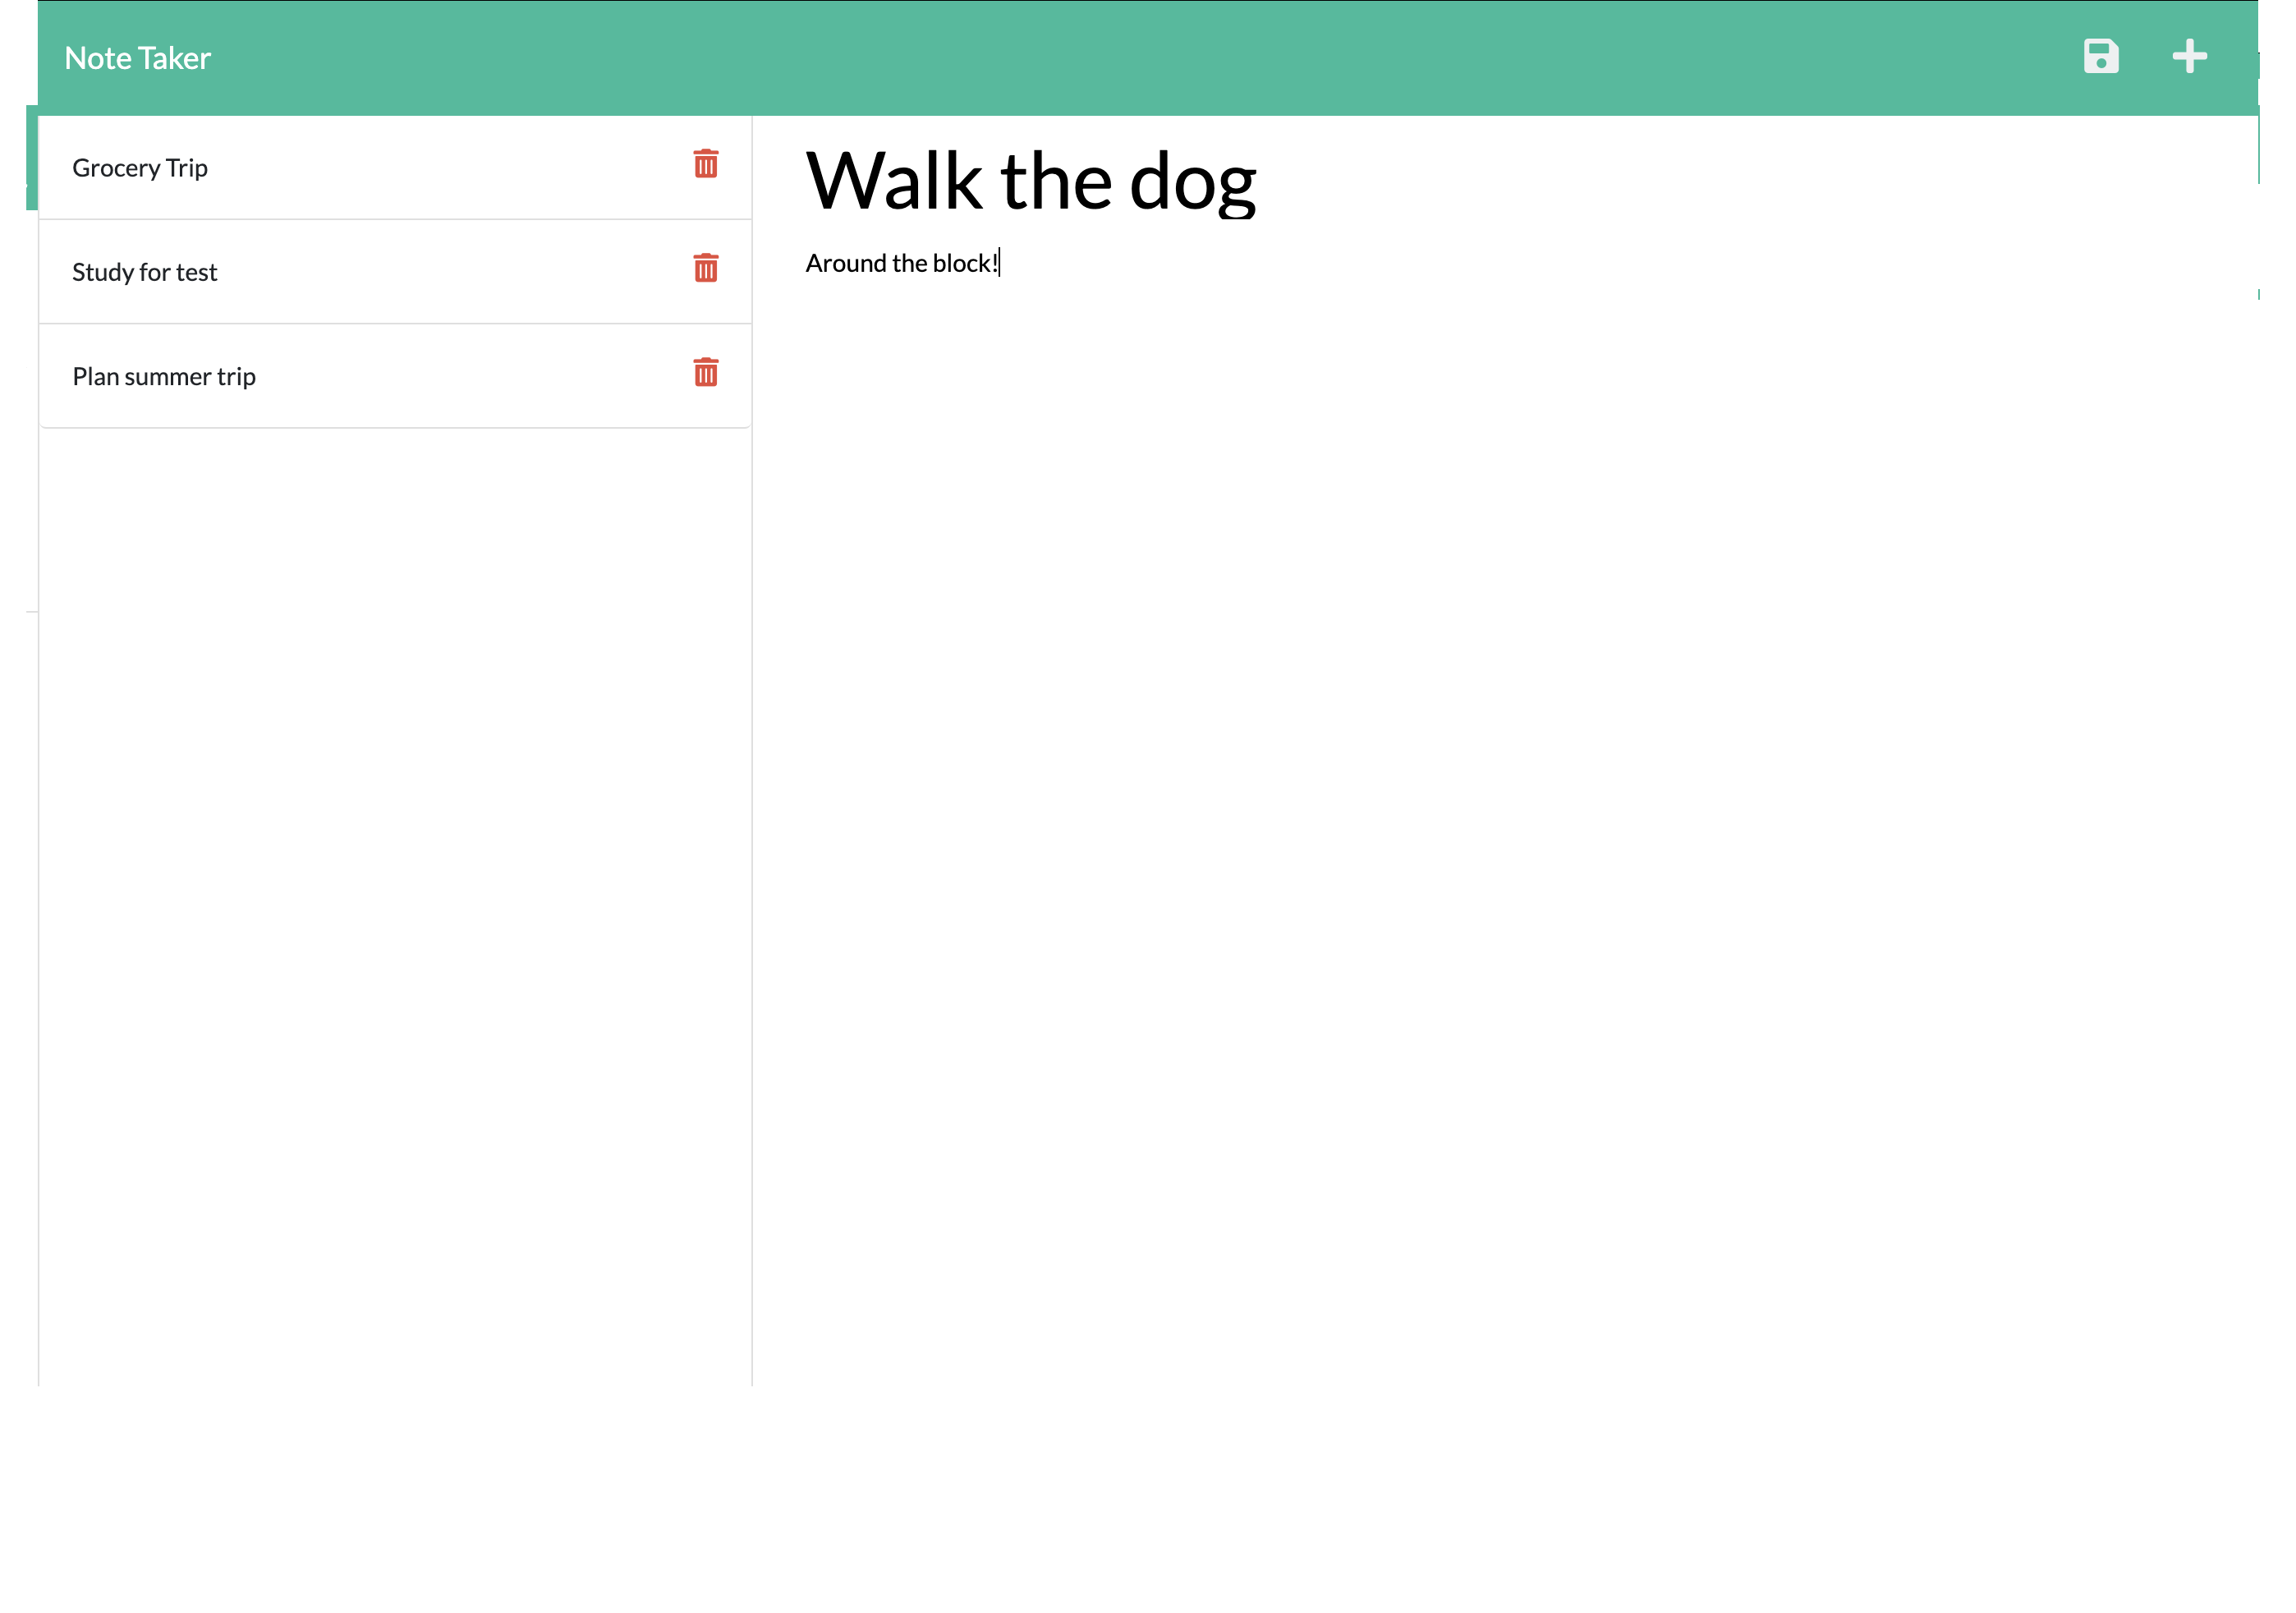 Note Taker
Grocery Trip
Study for test
Plan summer trip
Walk the dog
Around the block!